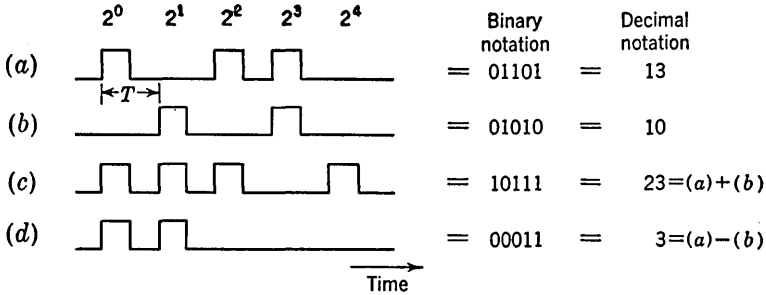 2⁰ 2¹ 2² 2³ 2⁴ Binary notation Decimal notation
(a) = 01101 = 13
T
(b) = 01010 = 10
(c) = 10111 = 23=(a)+(b)
(d) = 00011 = 3=(a)−(b)
Time